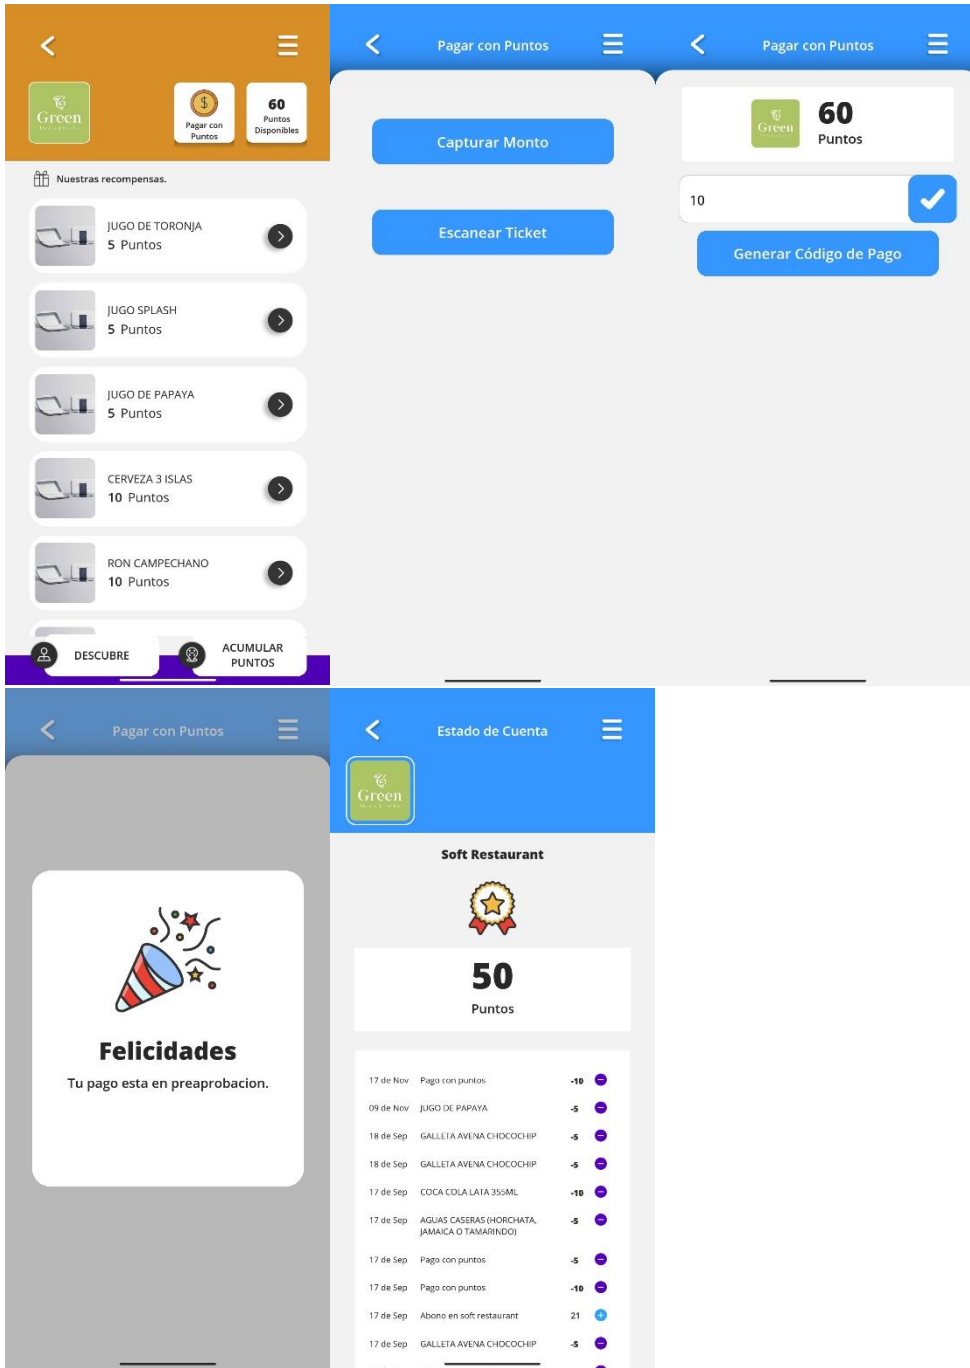 Green
Pagar con
Puntos
60
Puntos
Disponibles
Nuestras recompensas.
JUGO DE TORONJA
5 Puntos
JUGO SPLASH
5 Puntos
JUGO DE PAPAYA
5 Puntos
CERVEZA 3 ISLAS
10 Puntos
RON CAMPECHANO
10 Puntos
DESCUBRE
ACUMULAR
PUNTOS
Pagar con Puntos
Capturar Monto
Escanear Ticket
Pagar con Puntos
Green
60
Puntos
10
Generar Código de Pago
Pagar con Puntos
Felicidades
Tu pago esta en preaprobacion.
Estado de Cuenta
Green
Soft Restaurant
50
Puntos
17 de Nov Pago con puntos -10
09 de Nov JUGO DE PAPAYA -5
18 de Sep GALLETA AVENA CHOCOCHIP -5
18 de Sep GALLETA AVENA CHOCOCHIP -5
17 de Sep COCA COLA LATA 355ML -10
17 de Sep AGUAS CASERAS (HORCHATA, -5
JAMAICA O TAMARINDO)
17 de Sep Pago con puntos -5
17 de Sep Pago con puntos -10
17 de Sep Abono en soft restaurant 21
17 de Sep GALLETA AVENA CHOCOCHIP -5